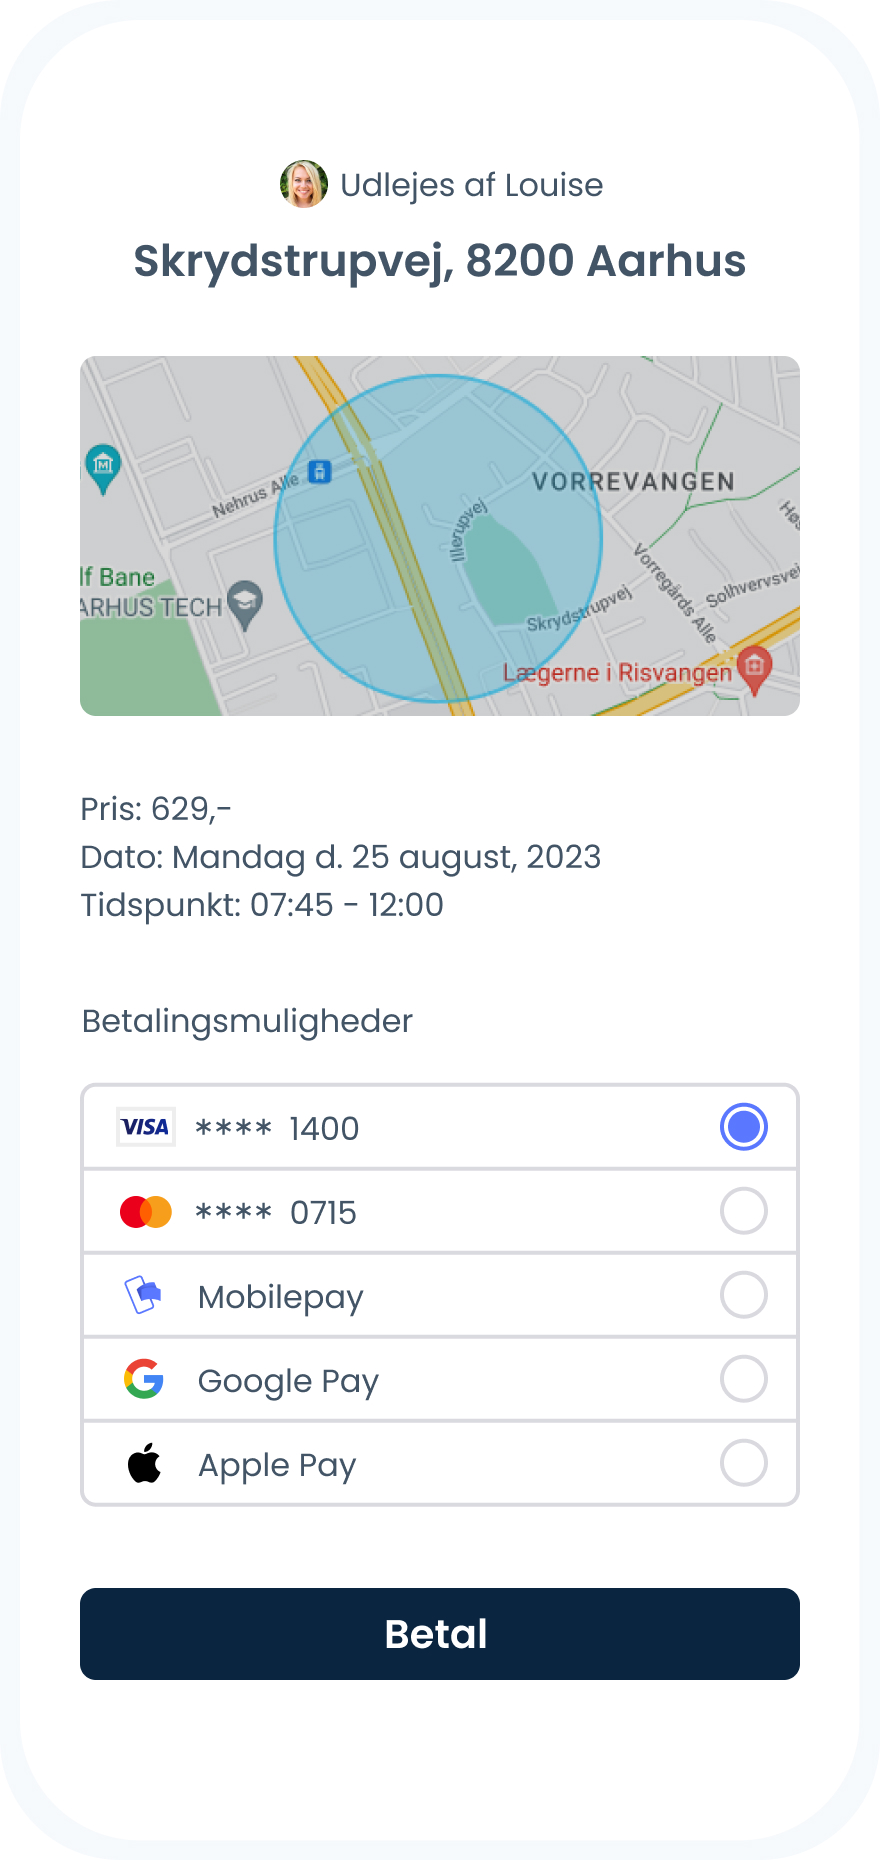 Udlejes af Louise
Skrydstrupvej, 8200 Aarhus
Nehrus Alle
VORREVANGEN
Illerupvej
lf Bane
ARHUS TECH
Skrydstrupvej
Vorregårds Alle
Solhvervsvej
Lægerne i Risvangen
Pris: 629,-
Dato: Mandag d. 25 august, 2023
Tidspunkt: 07:45 - 12:00
Betalingsmuligheder
VISA **** 1400
**** 0715
Mobilepay
Google Pay
Apple Pay
Betal